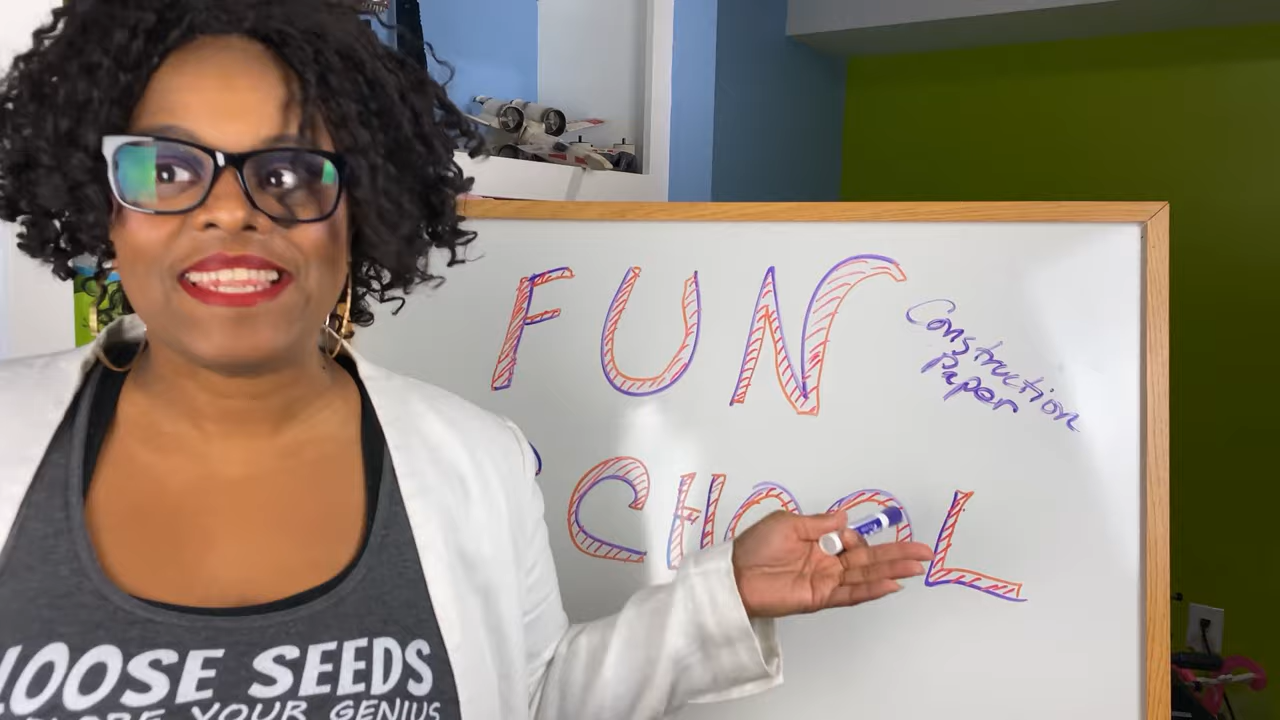 FUN
Construction
Paper
CHOOL
LOOSE SEEDS
YOUR GENIUS